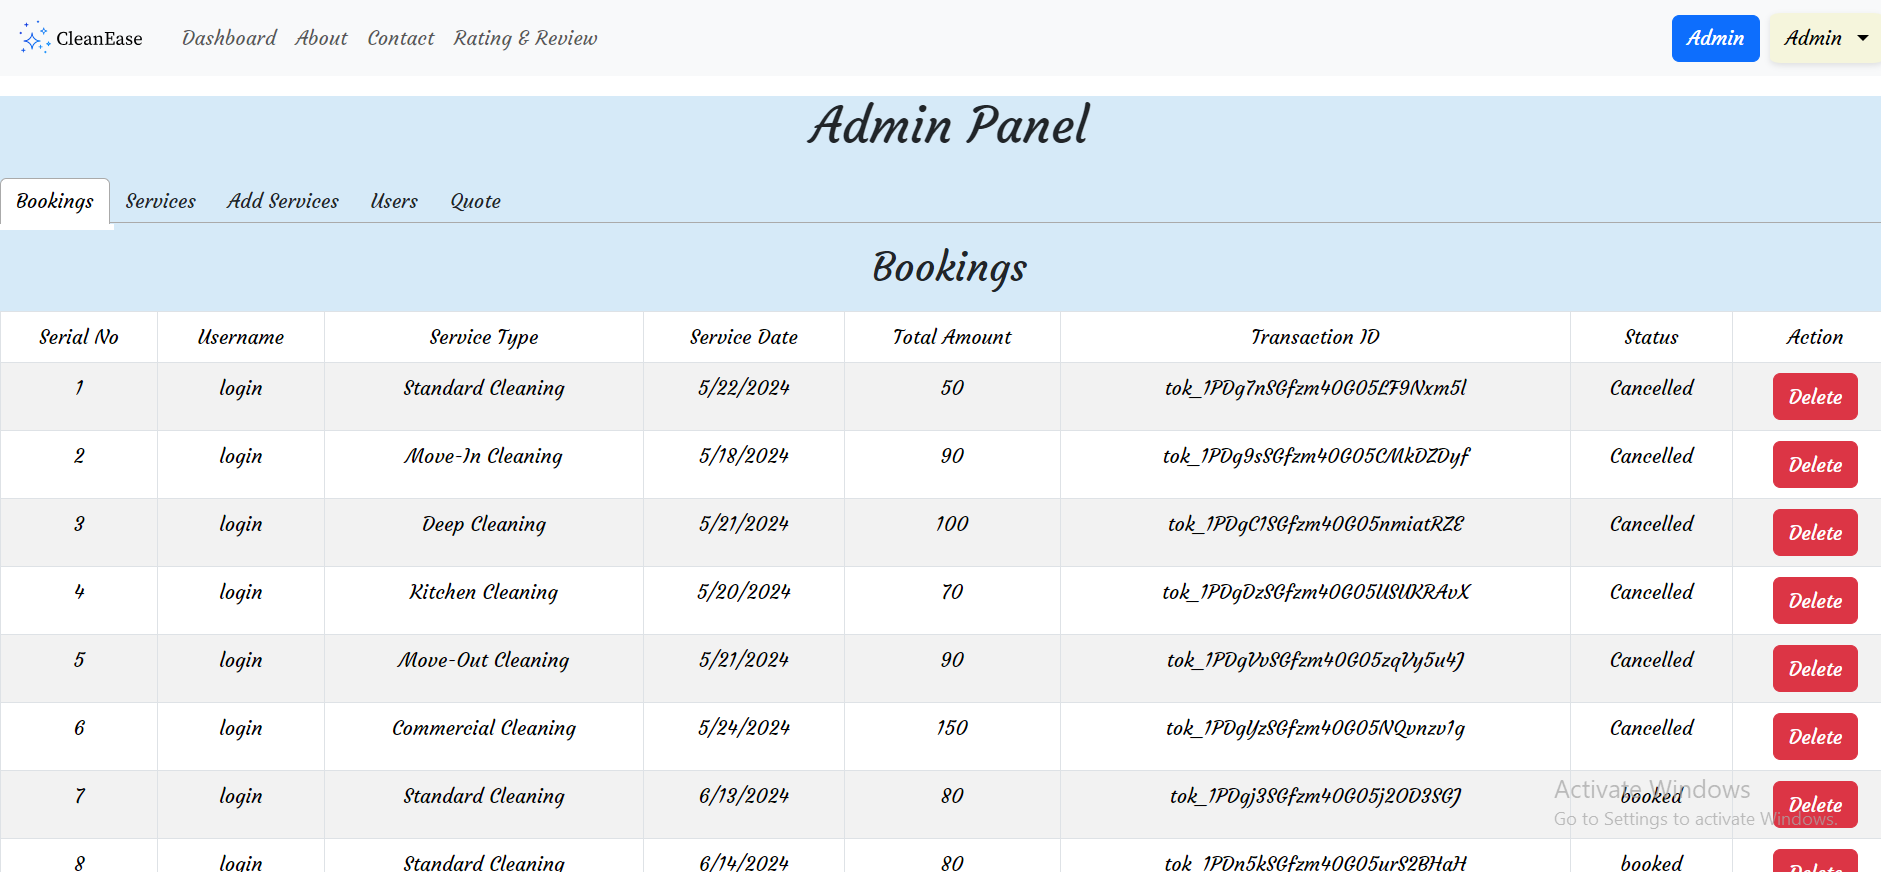 CleanEase Dashboard About Contact Rating & Review Admin Admin
Admin Panel
Bookings Services Add Services Users Quote
Bookings
Serial No Username Service Type Service Date Total Amount Transaction ID Status Action
1 login Standard Cleaning 5/22/2024 50 tok_1PDg7nSGfzm40G05LF9Nxm5l Cancelled Delete
2 login Move-In Cleaning 5/18/2024 90 tok_1PDg9sSGfzm40G05CMkDZDyf Cancelled Delete
3 login Deep Cleaning 5/21/2024 100 tok_1PDgC1SGfzm40G05nmiatRZE Cancelled Delete
4 login Kitchen Cleaning 5/20/2024 70 tok_1PDgDzSGfzm40G05USUKRAvX Cancelled Delete
5 login Move-Out Cleaning 5/21/2024 90 tok_1PDgVvSGfzm40G05zqVy5u4J Cancelled Delete
6 login Commercial Cleaning 5/24/2024 150 tok_1PDgYzSGfzm40G05NQvnzv1g Cancelled Delete
7 login Standard Cleaning 6/13/2024 80 tok_1PDgj3SGfzm40G05j2OD3SGJ booked Delete
Activate Windows
Go to Settings to activate Windows.
8 login Standard Cleaning 6/14/2024 80 tok_1PDn5kSGfzm40G05urS2BHaH booked Delete